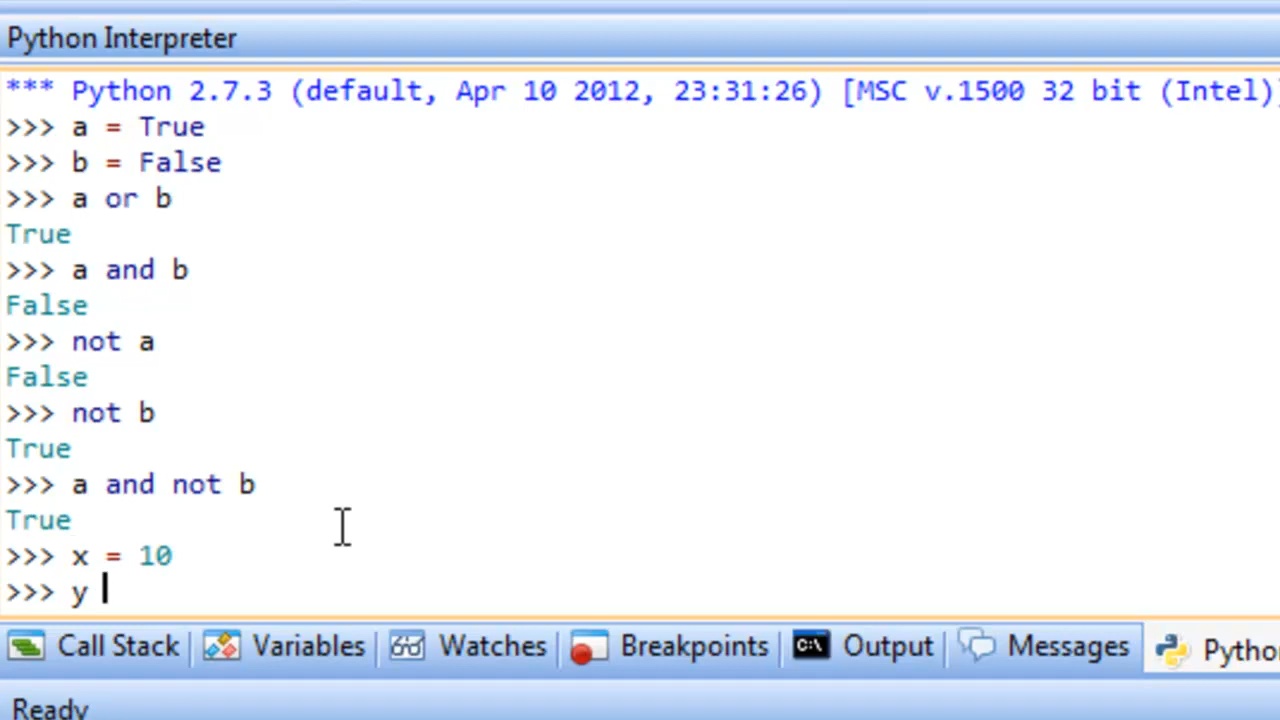 Python Interpreter
*** Python 2.7.3 (default, Apr 10 2012, 23:31:26) [MSC v.1500 32 bit (Intel)]
>>> a = True
>>> b = False
>>> a or b
True
>>> a and b
False
>>> not a
False
>>> not b
True
>>> a and not b
True
>>> x = 10
>>> y
Call Stack Variables Watches Breakpoints C:\ Output Messages Pytho
Ready